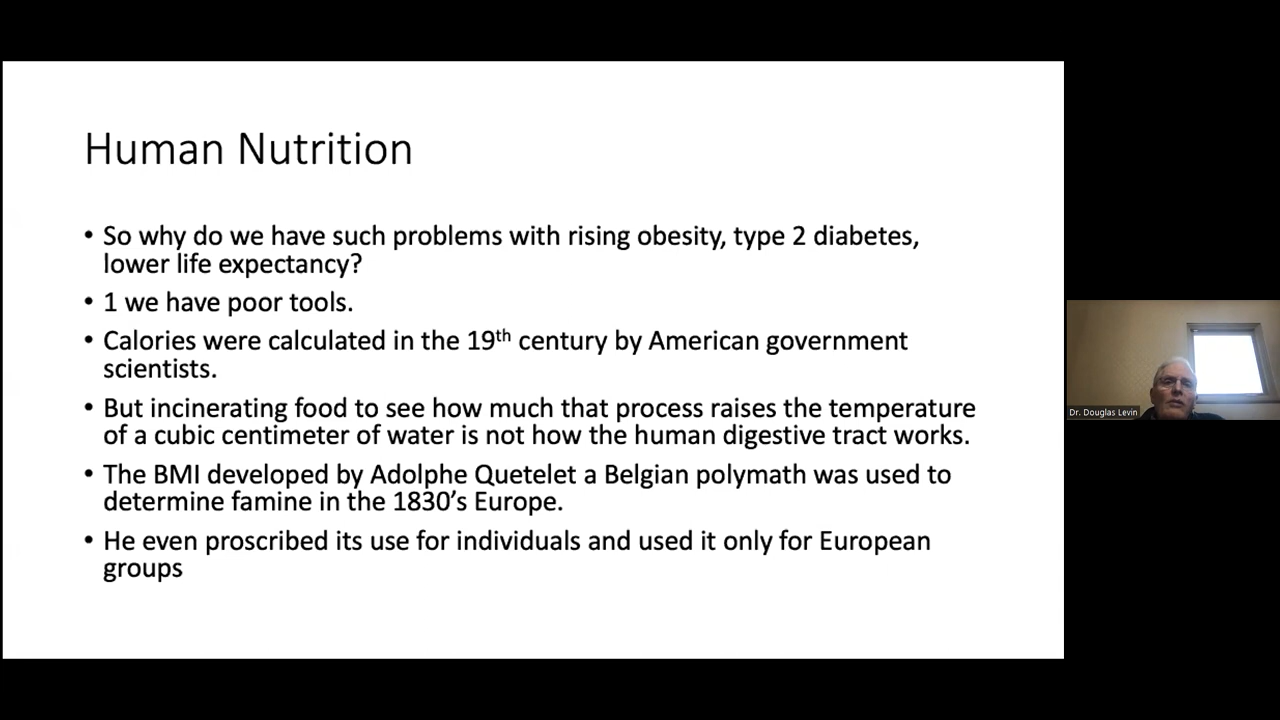 Human Nutrition
• So why do we have such problems with rising obesity, type 2 diabetes,
lower life expectancy?
• 1 we have poor tools.
• Calories were calculated in the 19th century by American government
scientists.
• But incinerating food to see how much that process raises the temperature
of a cubic centimeter of water is not how the human digestive tract works.
• The BMI developed by Adolphe Quetelet a Belgian polymath was used to
determine famine in the 1830’s Europe.
• He even proscribed its use for individuals and used it only for European
groups
Dr. Douglas Levin